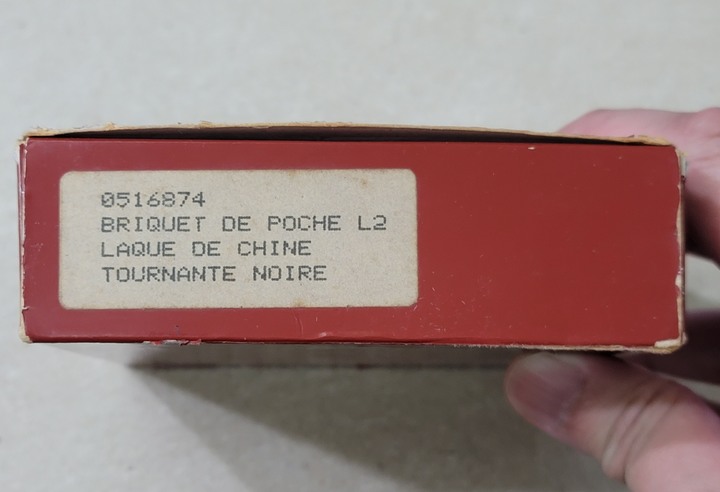 0516874
BRIQUET DE POCHE L2
LAQUE DE CHINE
TOURNANTE NOIRE